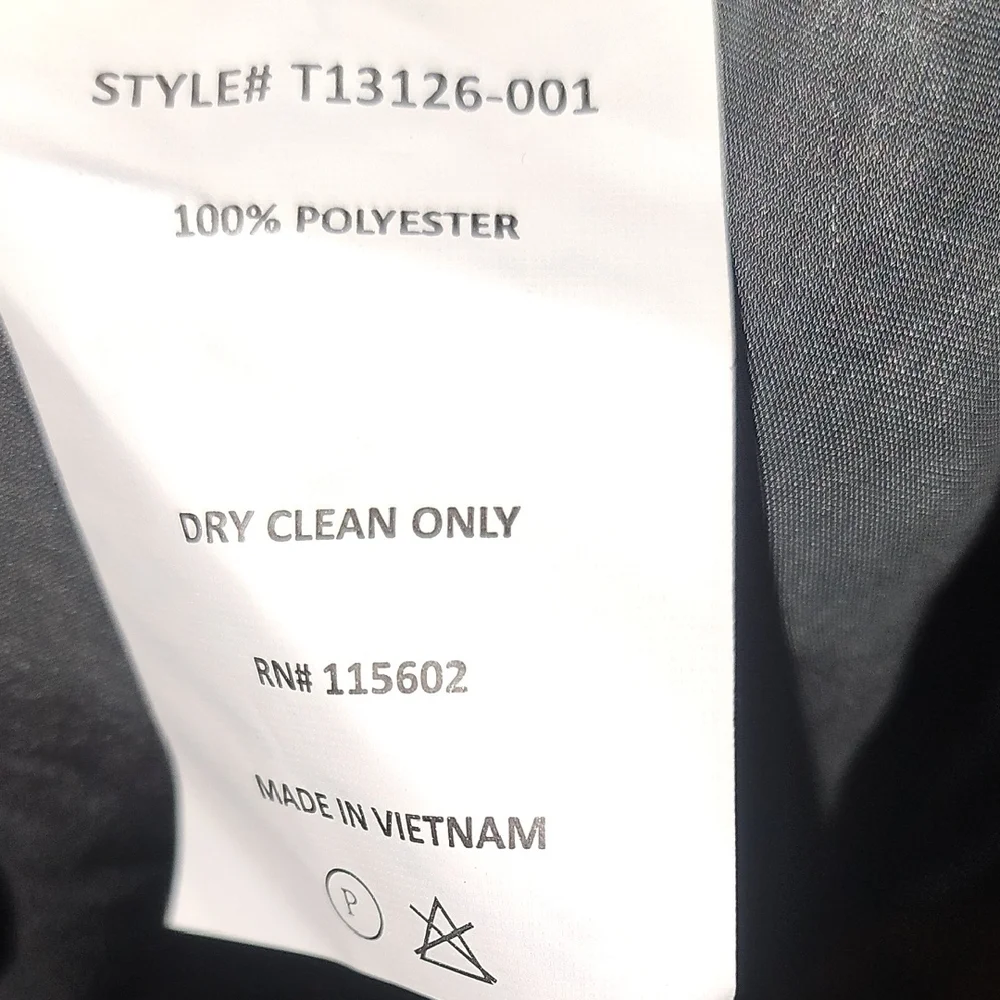 STYLE# T13126-001
100% POLYESTER
DRY CLEAN ONLY
RN# 115602
MADE IN VIETNAM
P